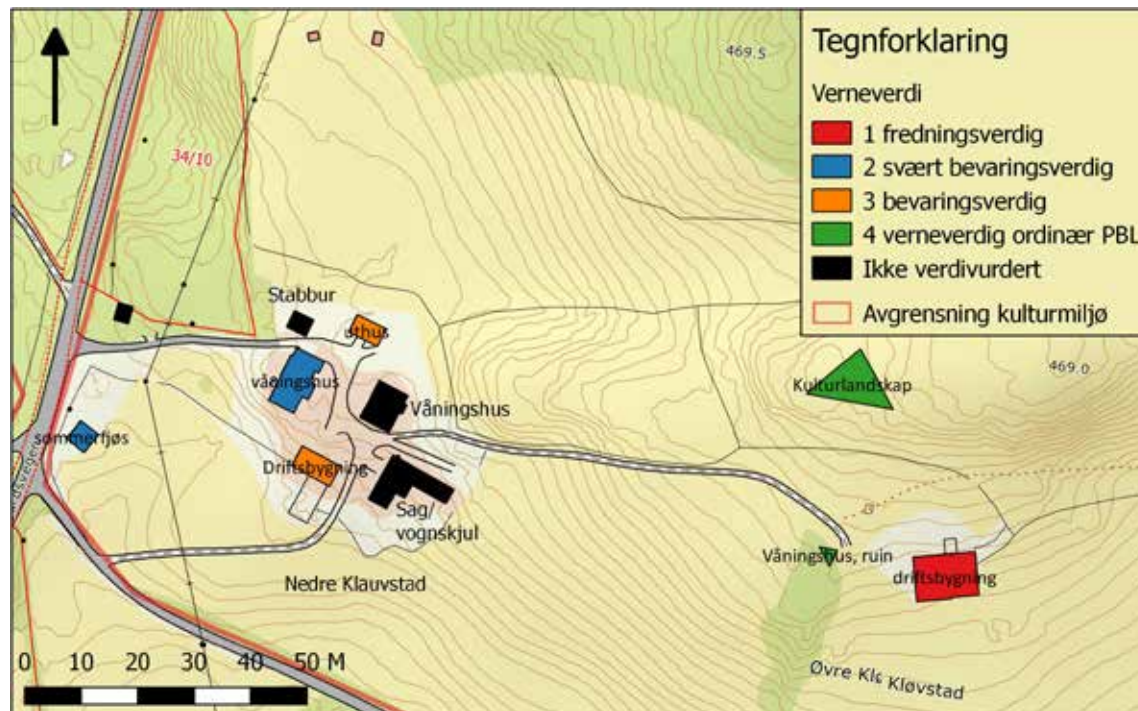 469.5
34/10
Stabbur
uthus
våningshus
Våningshus
sommerfjøs
Driftsbygning
Sag/
vognskjul
Nedre Klauvstad
0 10 20 30 40 50 M
Tegnforklaring
Verneverdi
1 fredningsverdig
2 svært bevaringsverdig
3 bevaringsverdig
4 verneverdig ordinær PBL
Ikke verdivurdert
Avgrensning kulturmiljø
Kulturlandskap
469.0
Våningshus, ruin
driftsbygning
Øvre Klø Kløvstad